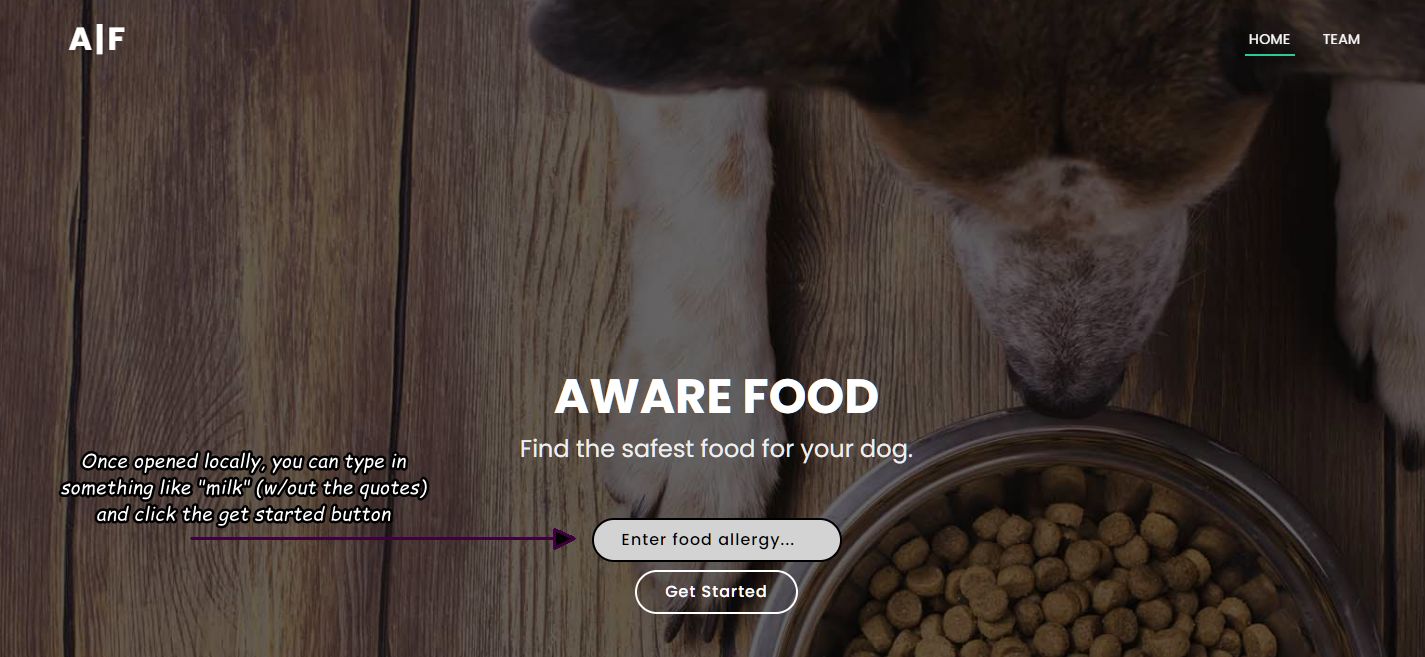 A|F
HOME
TEAM
AWARE FOOD
Find the safest food for your dog.
Once opened locally, you can type in
something like "milk" (w/out the quotes)
and click the get started button
Enter food allergy...
Get Started